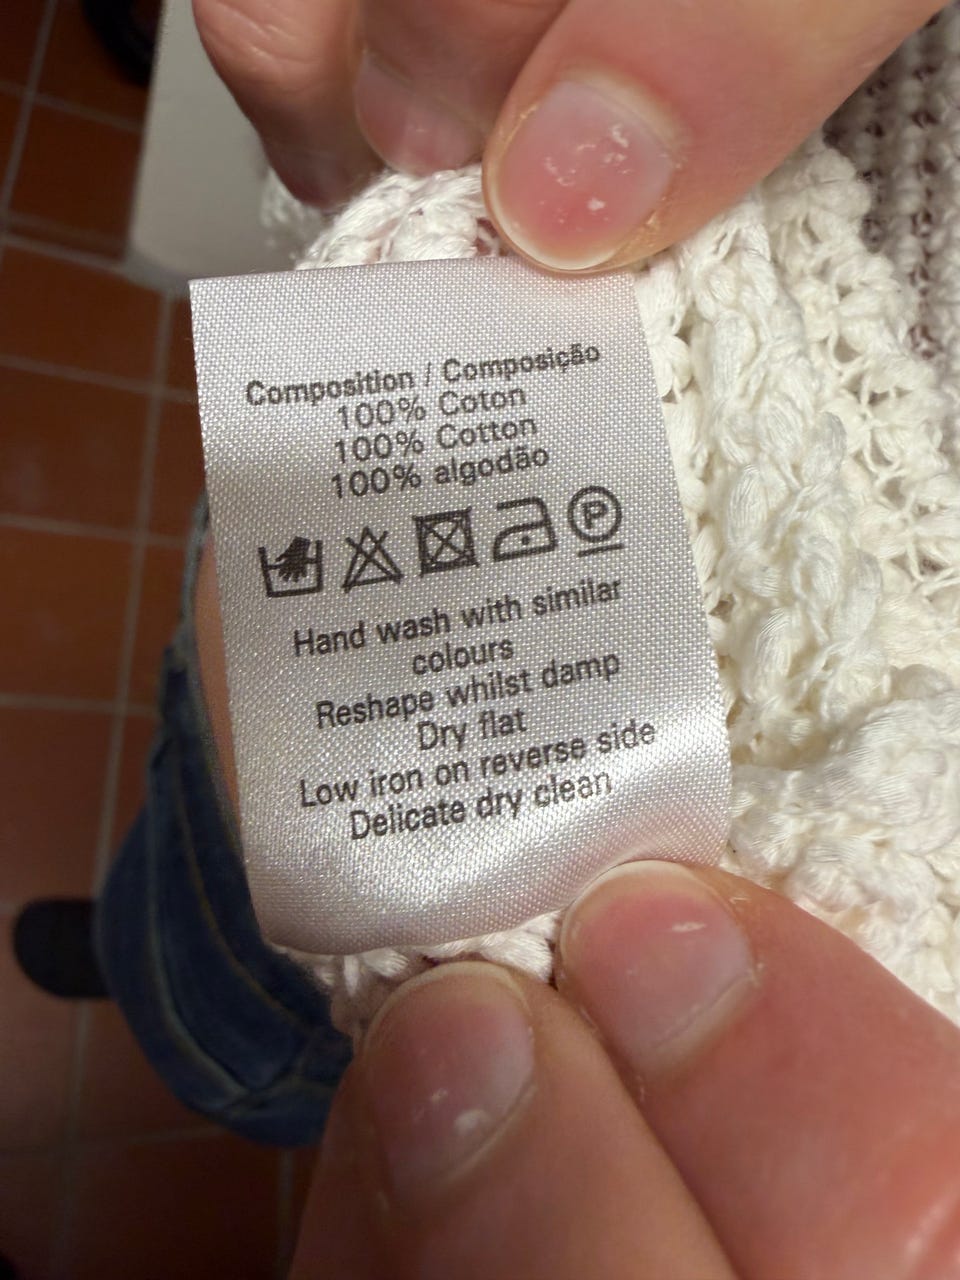 Composition / Composição
100% Coton
100% Cotton
100% algodão
P
Hand wash with similar
colours
Reshape whilst damp
Dry flat
Low iron on reverse side
Delicate dry clean